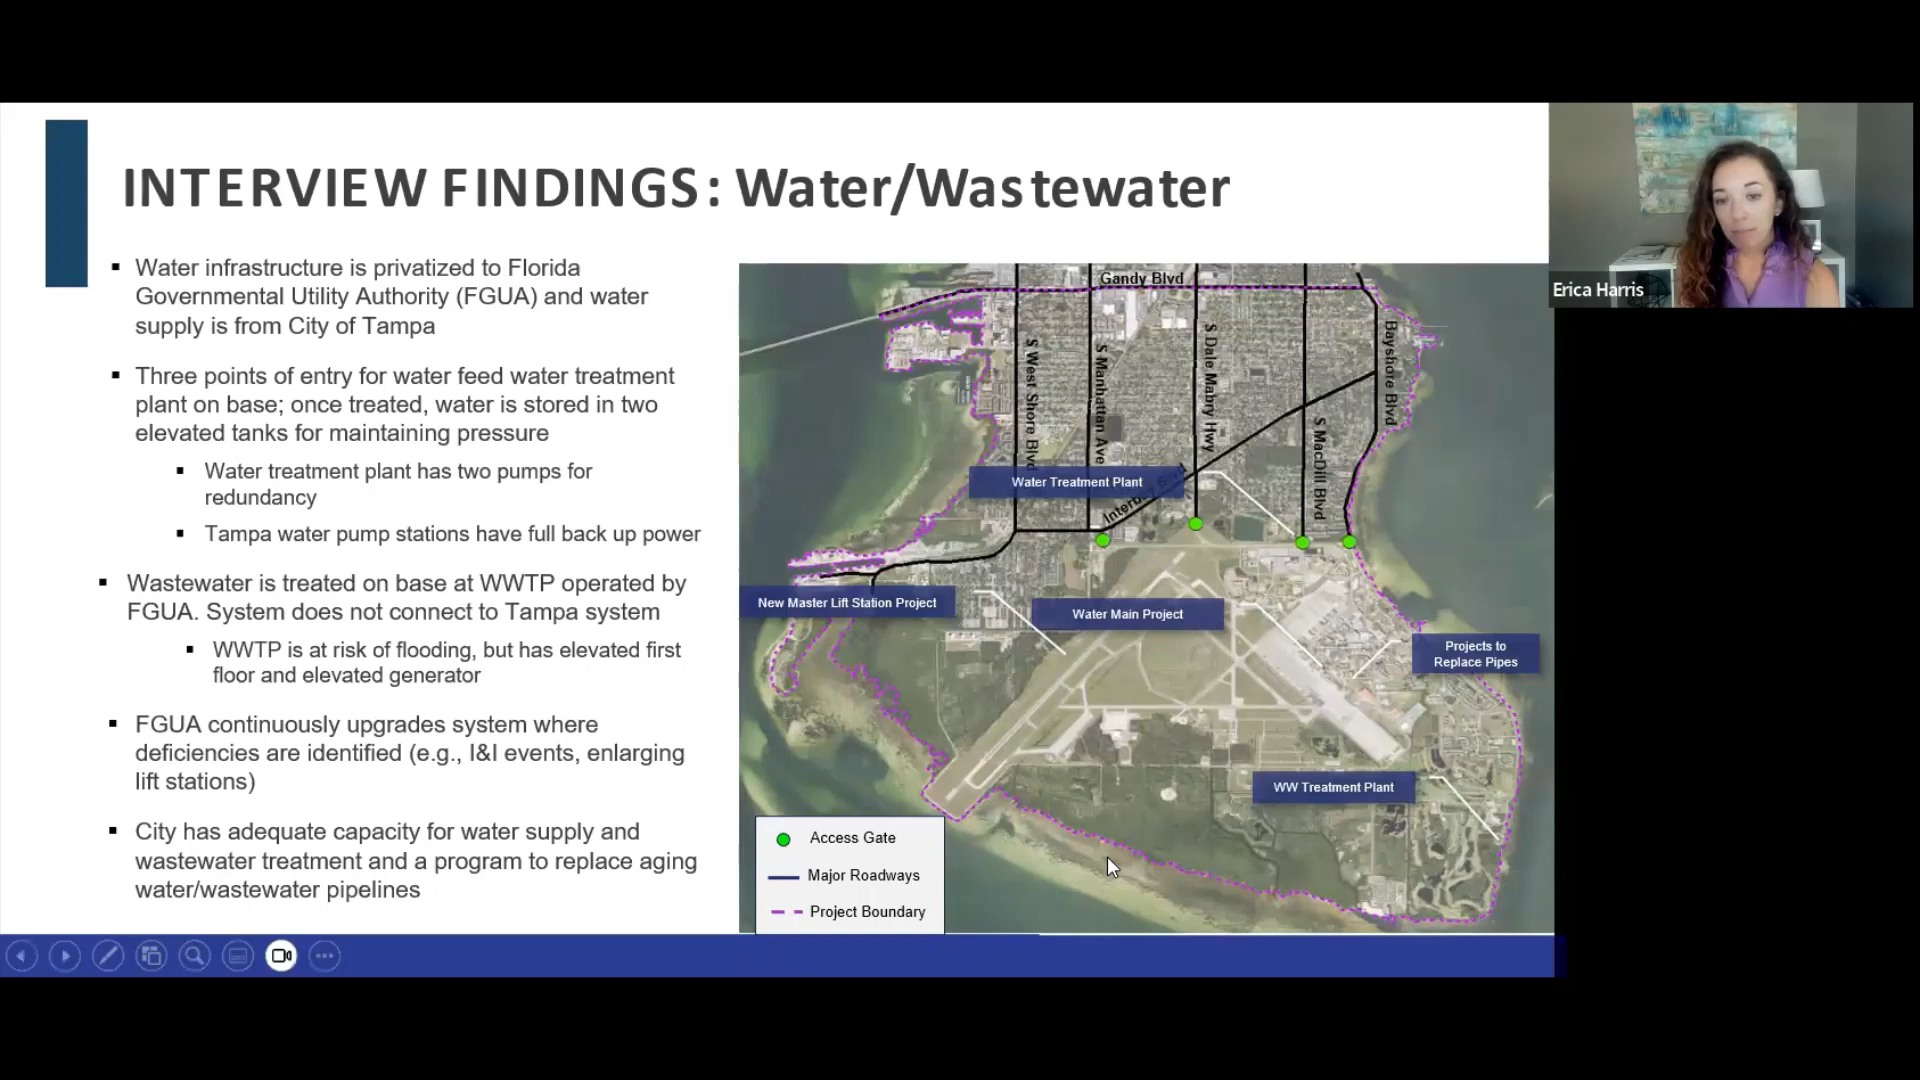 INTERVIEW FINDINGS: Water/Wastewater
▪ Water infrastructure is privatized to Florida
Governmental Utility Authority (FGUA) and water
supply is from City of Tampa
▪ Three points of entry for water feed water treatment
plant on base; once treated, water is stored in two
elevated tanks for maintaining pressure
▪ Water treatment plant has two pumps for
redundancy
▪ Tampa water pump stations have full back up power
▪ Wastewater is treated on base at WWTP operated by
FGUA. System does not connect to Tampa system
▪ WWTP is at risk of flooding, but has elevated first
floor and elevated generator
▪ FGUA continuously upgrades system where
deficiencies are identified (e.g., I&I events, enlarging
lift stations)
▪ City has adequate capacity for water supply and
wastewater treatment and a program to replace aging
water/wastewater pipelines
Gandy Blvd
S West Shore Blvd
S Manhattan Ave
S Dale Mabry Hwy
S MacDill Blvd
Bayshore Blvd
Water Treatment Plant
New Master Lift Station Project
Water Main Project
Projects to
Replace Pipes
WW Treatment Plant
Access Gate
Major Roadways
Project Boundary
Erica Harris